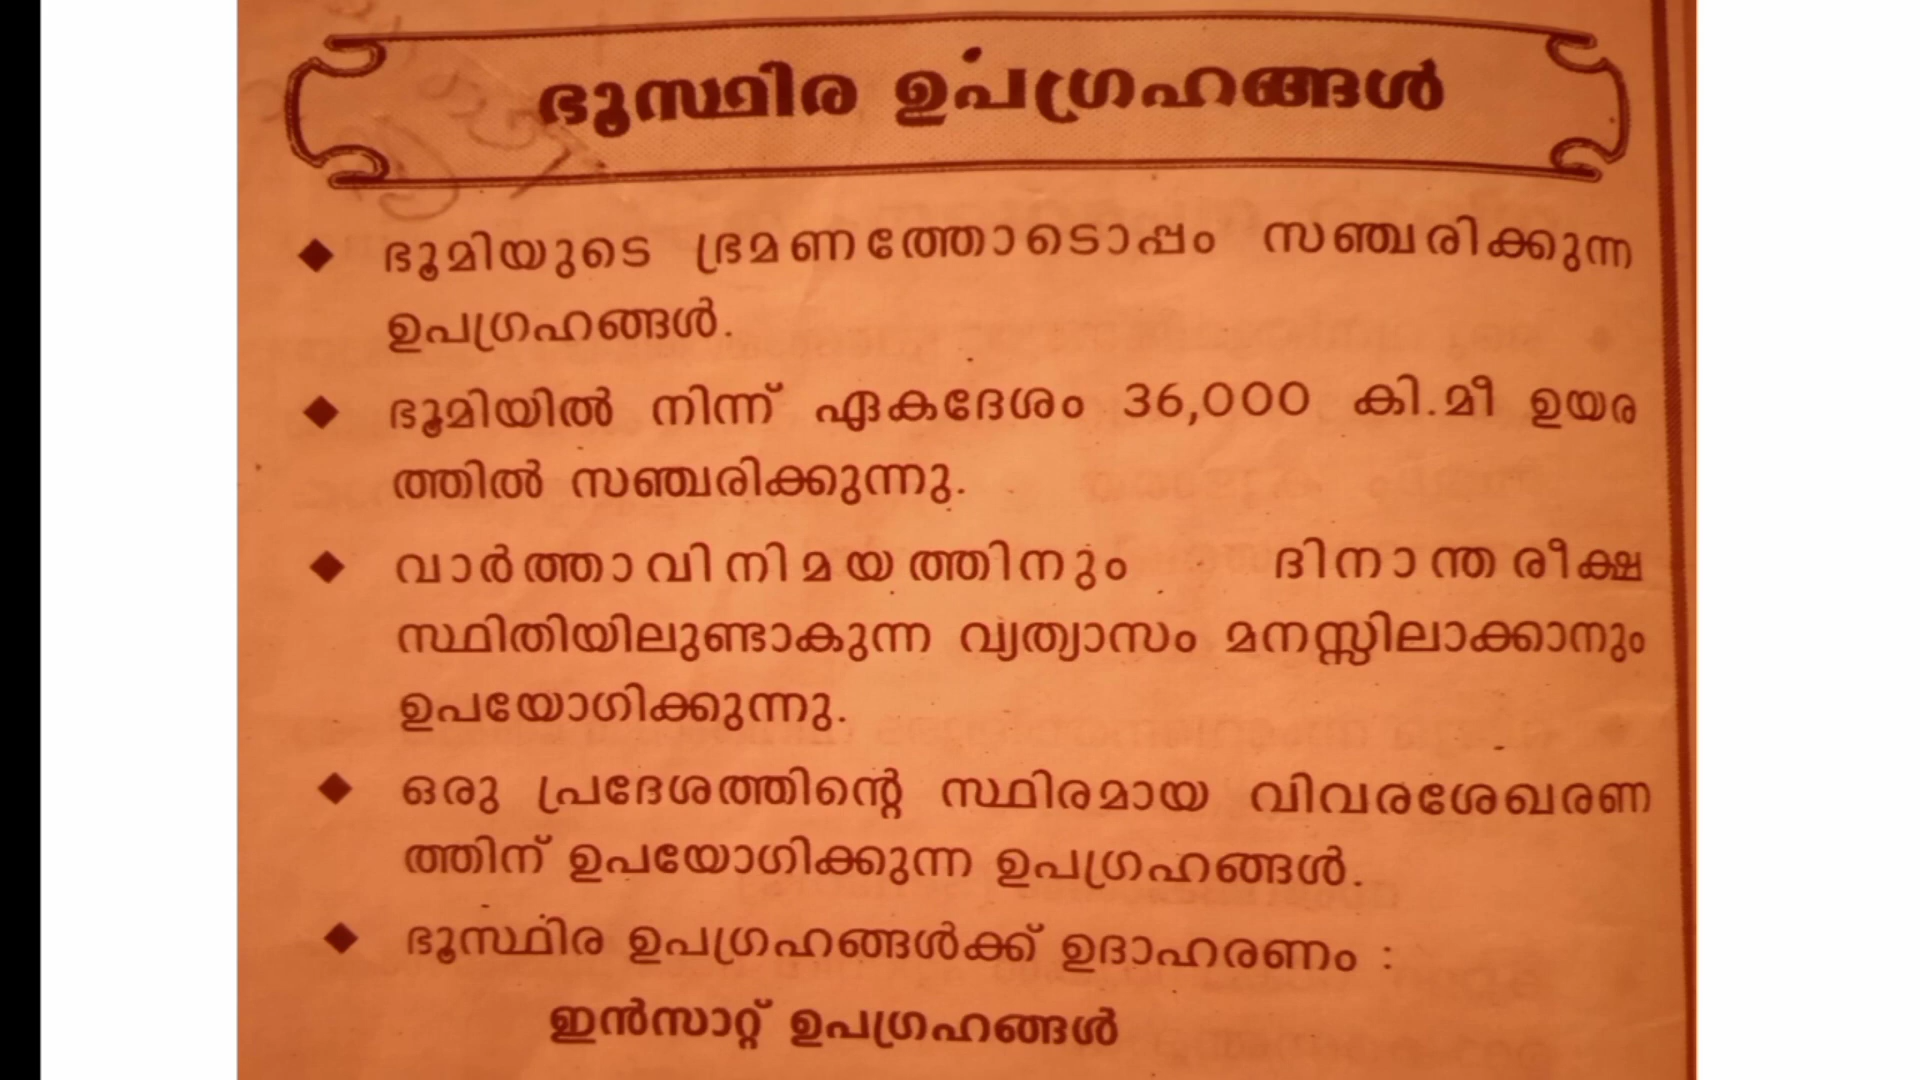 ഭൂസ്ഥിര ഉപഗ്രഹങ്ങൾ
◆ ഭൂമിയുടെ ഭ്രമണത്തോടൊപ്പം സഞ്ചരിക്കുന്ന
ഉപഗ്രഹങ്ങൾ.
◆ ഭൂമിയിൽ നിന്ന് ഏകദേശം 36,000 കി.മീ ഉയര
ത്തിൽ സഞ്ചരിക്കുന്നു.
◆ വാർത്താവിനിമയത്തിനും ദിനാന്തരീക്ഷ
സ്ഥിതിയിലുണ്ടാകുന്ന വ്യത്യാസം മനസ്സിലാക്കാനും
ഉപയോഗിക്കുന്നു.
◆ ഒരു പ്രദേശത്തിന്റെ സ്ഥിരമായ വിവരശേഖരണ
ത്തിന് ഉപയോഗിക്കുന്ന ഉപഗ്രഹങ്ങൾ.
◆ ഭൂസ്ഥിര ഉപഗ്രഹങ്ങൾക്ക് ഉദാഹരണം :
ഇൻസാറ്റ് ഉപഗ്രഹങ്ങൾ